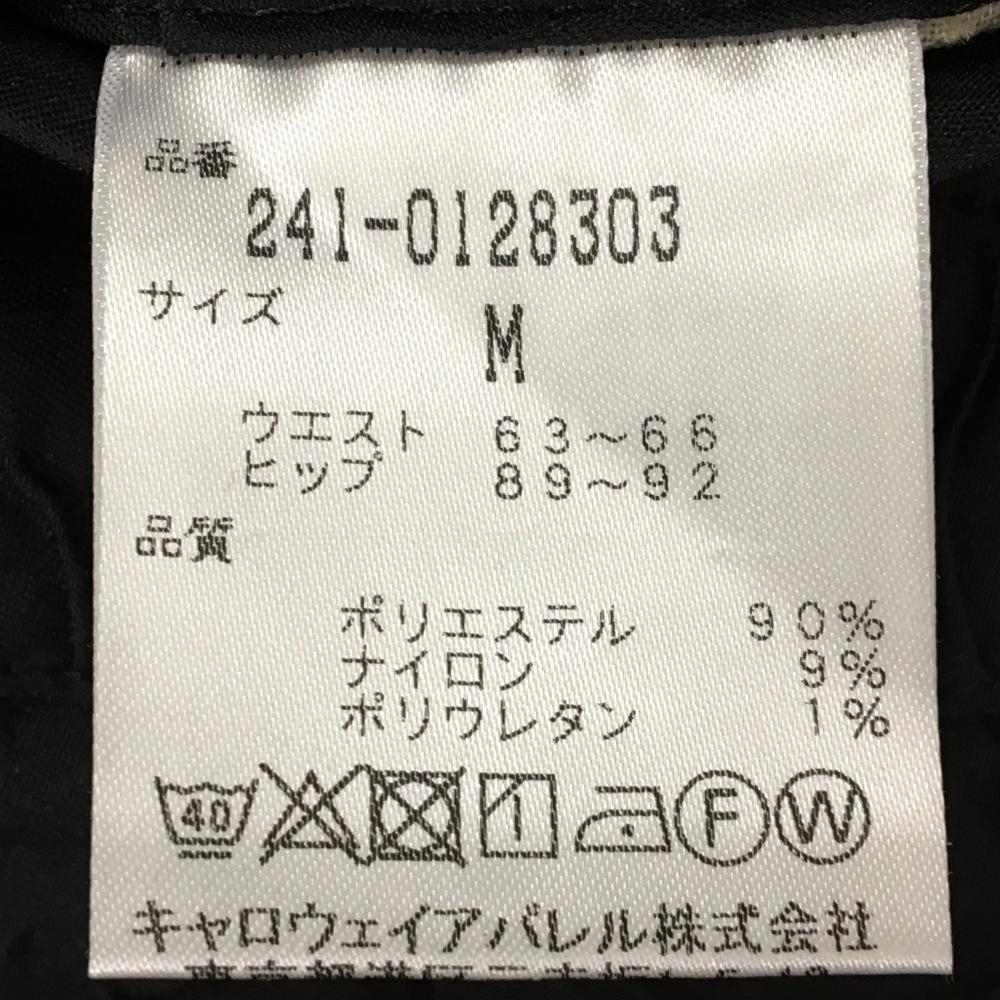 品番
241-0128303
サイズ
M
ウエスト 63〜66
ヒップ 89〜92
品質
ポリエステル 90%
ナイロン 9%
ポリウレタン 1%
40 F W
キャロウェイアパレル株式会社